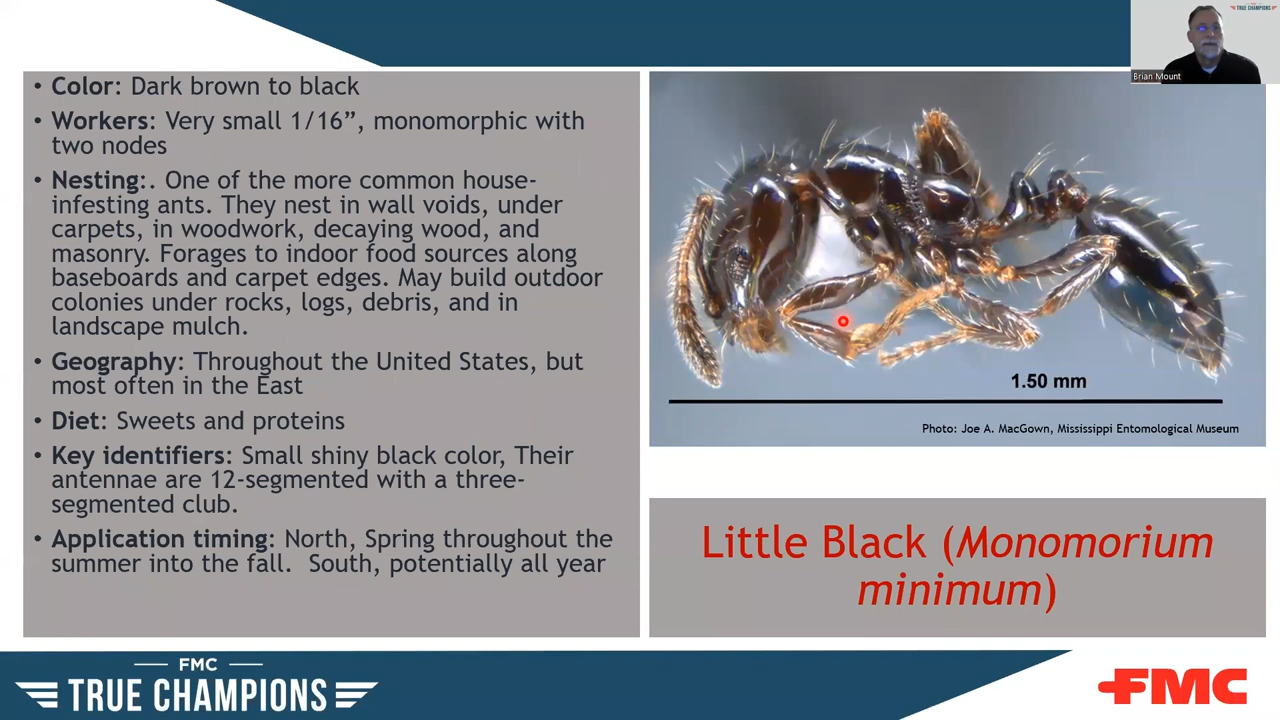 TRUE CHAMPIONS
Brian Mount
• Color: Dark brown to black
• Workers: Very small 1/16”, monomorphic with
two nodes
• Nesting:. One of the more common house-
infesting ants. They nest in wall voids, under
carpets, in woodwork, decaying wood, and
masonry. Forages to indoor food sources along
baseboards and carpet edges. May build outdoor
colonies under rocks, logs, debris, and in
landscape mulch.
• Geography: Throughout the United States, but
most often in the East
• Diet: Sweets and proteins
• Key identifiers: Small shiny black color, Their
antennae are 12-segmented with a three-
segmented club.
• Application timing: North, Spring throughout the
summer into the fall.  South, potentially all year
1.50 mm
Photo: Joe A. MacGown, Mississippi Entomological Museum
Little Black (Monomorium
minimum)
FMC
TRUE CHAMPIONS
FMC